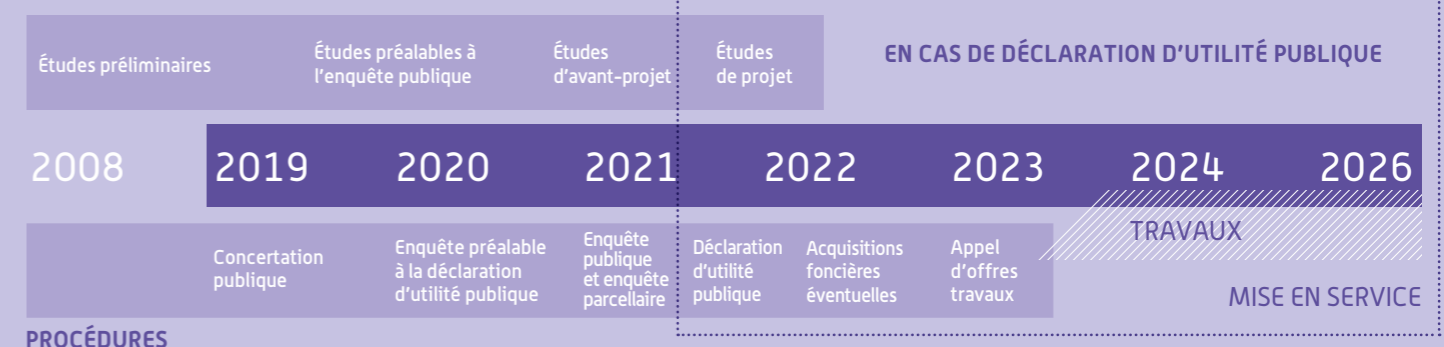 Études préliminaires
Études préalables à
l'enquête publique
Études
d'avant-projet
Études
de projet
EN CAS DE DÉCLARATION D'UTILITÉ PUBLIQUE
2008
2019
2020
2021
2022
2023
2024
2026
TRAVAUX
Concertation
publique
Enquête préalable
à la déclaration
d'utilité publique
Enquête
publique
et enquête
parcellaire
Déclaration
d'utilité
publique
Acquisitions
foncières
éventuelles
Appel
d'offres
travaux
MISE EN SERVICE
PROCÉDURES